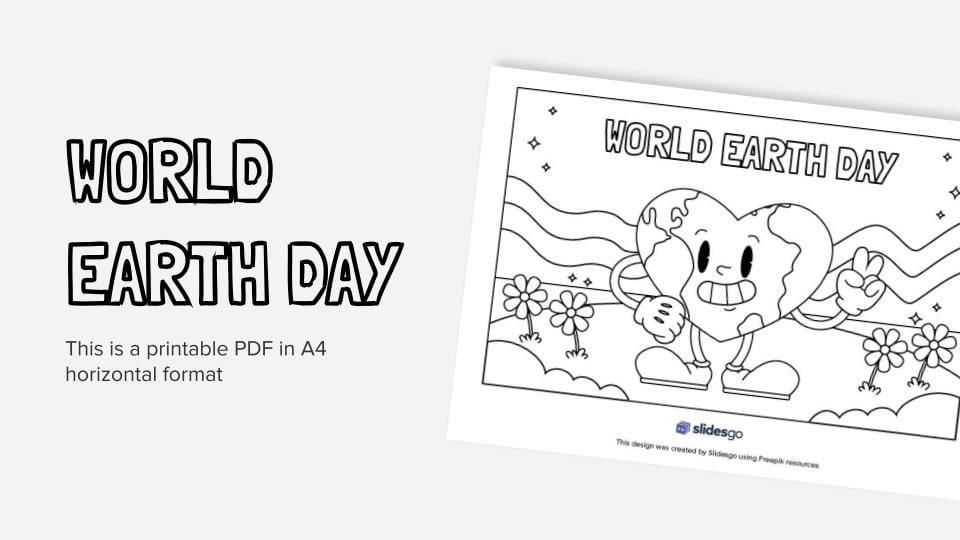 WORLD
EARTH DAY
This is a printable PDF in A4
horizontal format
WORLD EARTH DAY
slidesgo
This design was created by Slidesgo using Freepik resources